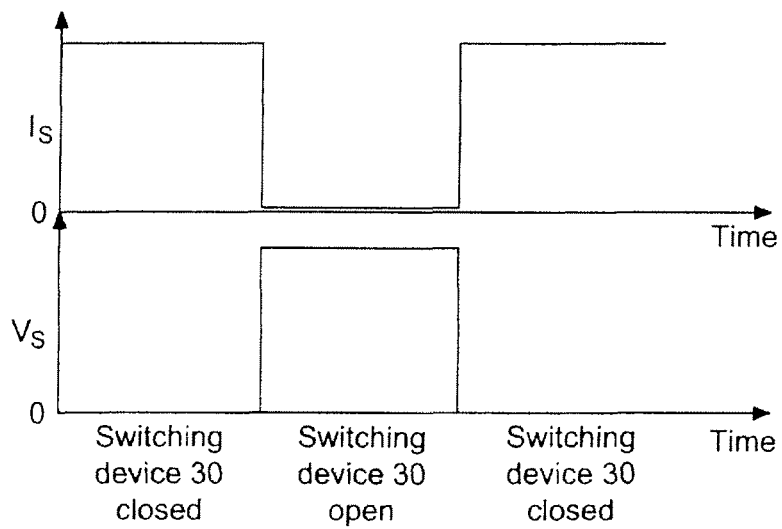 I_S
0
Time
V_S
0
Time
Switching device 30 closed
Switching device 30 open
Switching device 30 closed